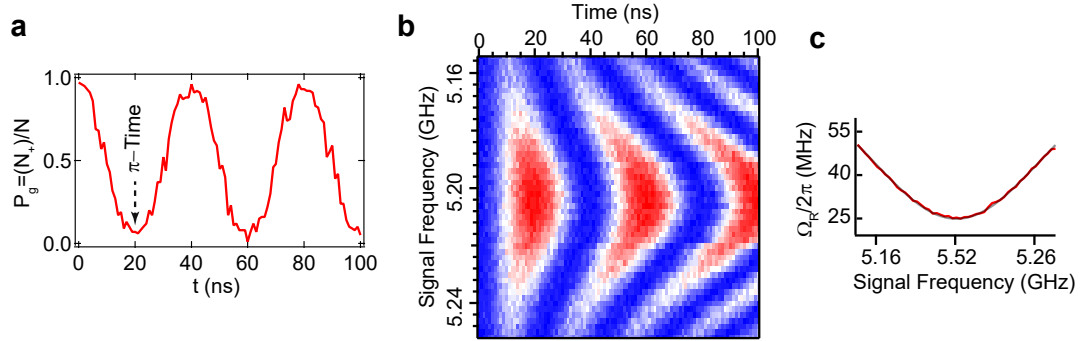 a
P_g=(N_+)/N
1.0
0.5
0.0
π–Time
0
20
40
60
80
100
t (ns)
b
Time (ns)
0
20
40
60
80
100
Signal Frequency (GHz)
5.16
5.20
5.24
c
Ω_R/2π (MHz)
55
40
25
5.16
5.52
5.26
Signal Frequency (GHz)